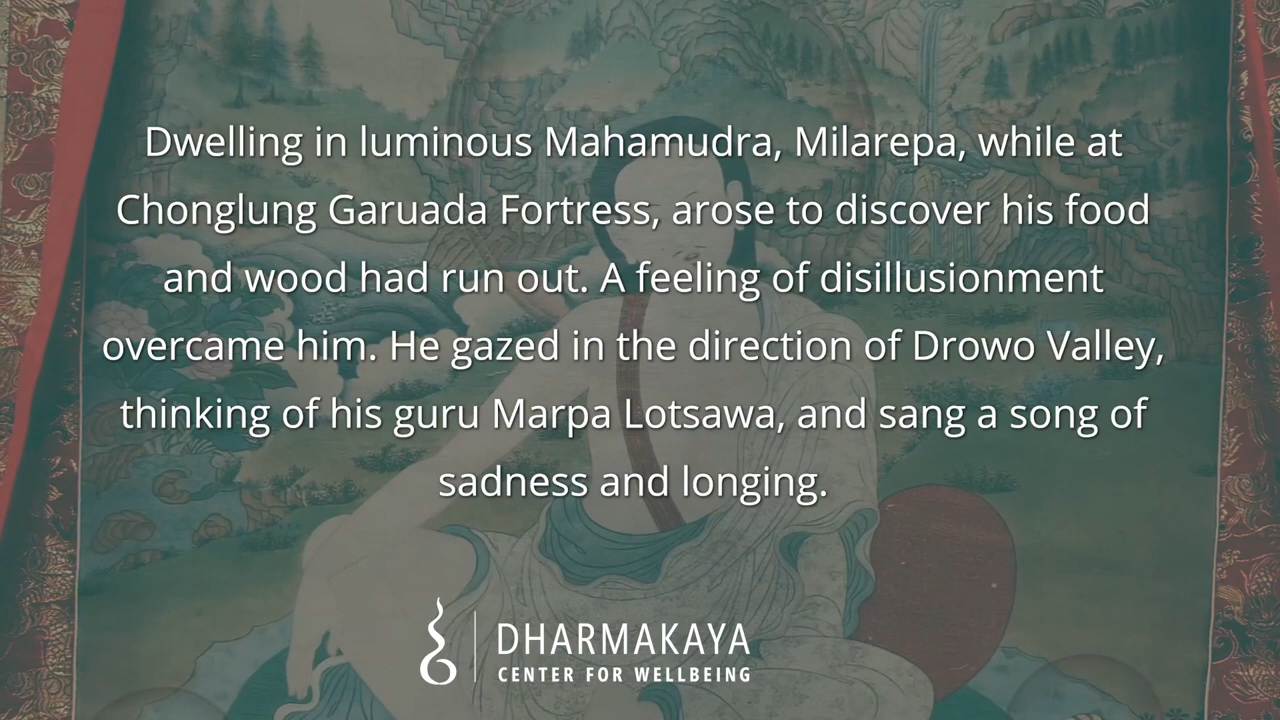 Dwelling in luminous Mahamudra, Milarepa, while at
Chonglung Garuada Fortress, arose to discover his food
and wood had run out. A feeling of disillusionment
overcame him. He gazed in the direction of Drowo Valley,
thinking of his guru Marpa Lotsawa, and sang a song of
sadness and longing.
DHARMAKAYA
CENTER FOR WELLBEING